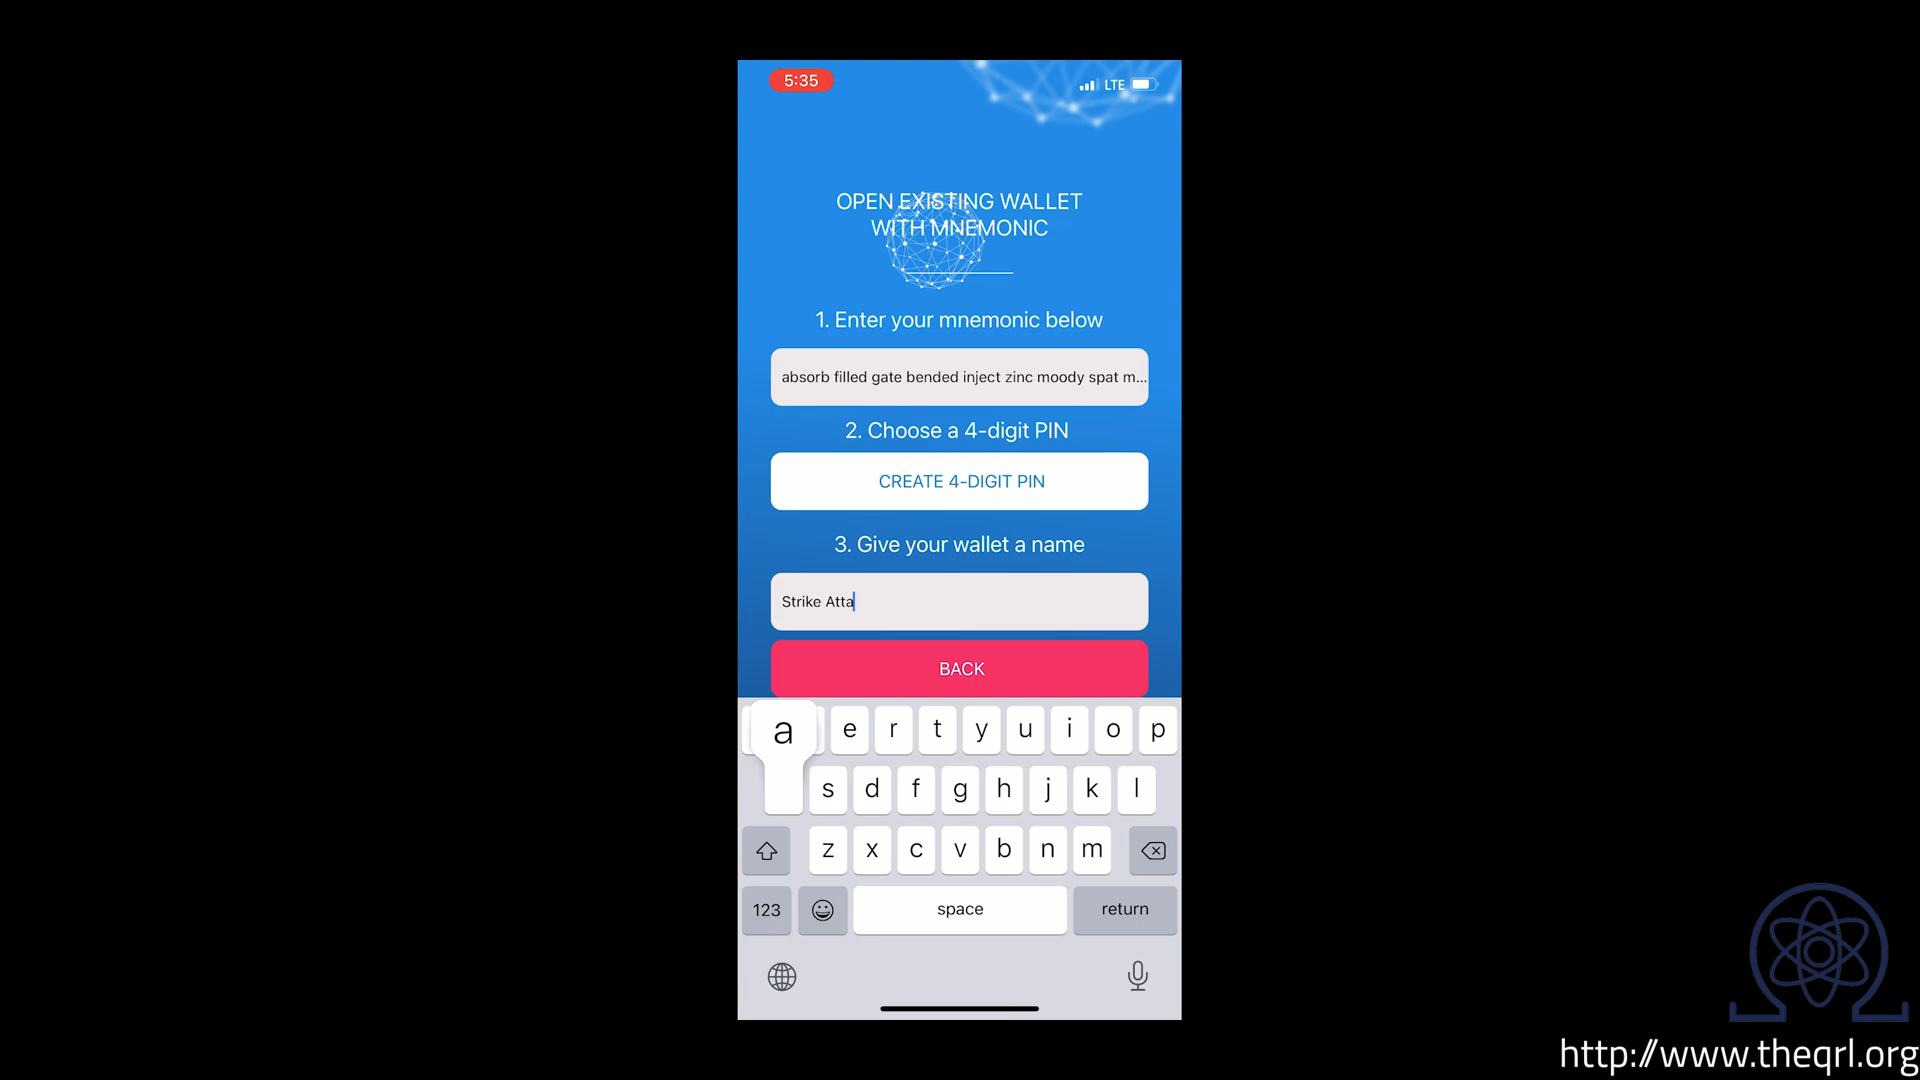 5:35
LTE
OPEN EXISTING WALLET
WITH MNEMONIC
1. Enter your mnemonic below
absorb filled gate bended inject zinc moody spat m...
2. Choose a 4-digit PIN
CREATE 4-DIGIT PIN
3. Give your wallet a name
Strike Atta
BACK
a e r t y u i o p
s d f g h j k l
z x c v b n m
123 space return
http://www.theqrl.org